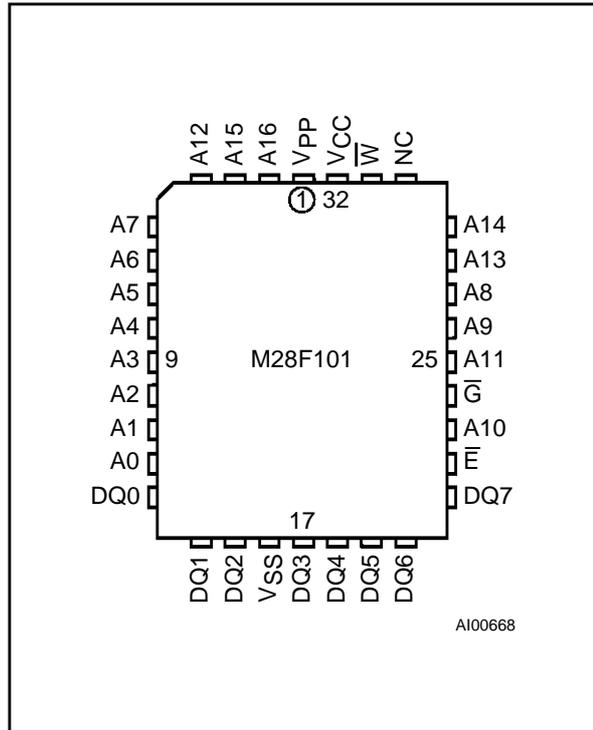 A12 A15 A16 VPP VCC W̅ NC
1 32
A7 A14
A6 A13
A5 A8
A4 A9
A3 9 M28F101 25 A11
A2 G̅
A1 A10
A0 E̅
DQ0 DQ7
17
DQ1 DQ2 VSS DQ3 DQ4 DQ5 DQ6
AI00668